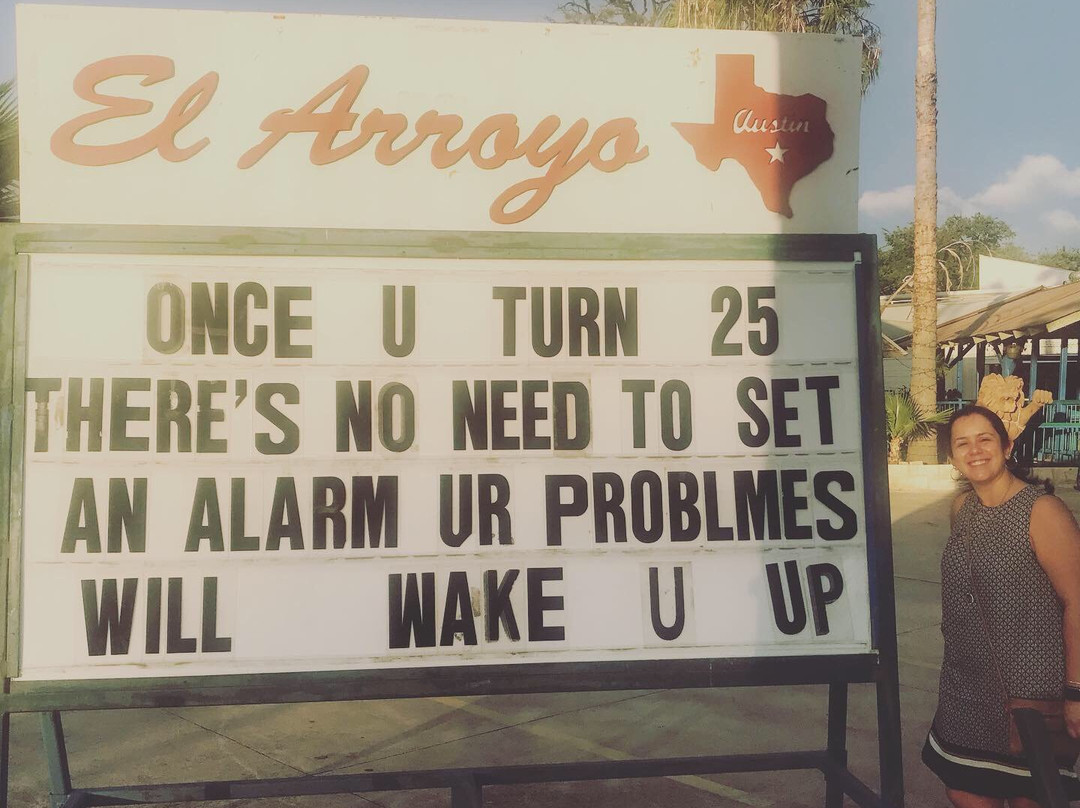 El Arroyo
Austin
ONCE U TURN 25
THERE'S NO NEED TO SET
AN ALARM UR PROBLMES
WILL WAKE U UP